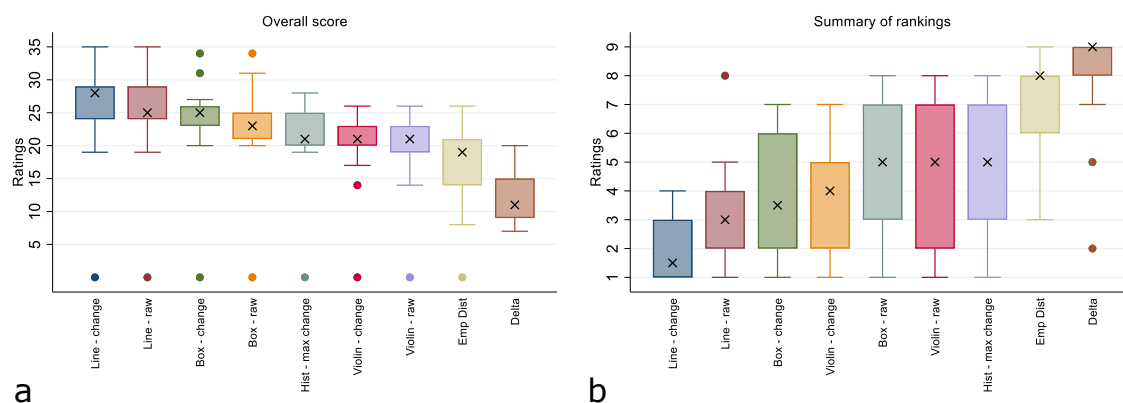 Overall score
Ratings
35
30
25
20
15
10
5
Line - change
Line - raw
Box - change
Box - raw
Hist - max change
Violin - change
Violin - raw
Emp Dist
Delta
a
Summary of rankings
Ratings
9
8
7
6
5
4
3
2
1
Line - change
Line - raw
Box - change
Violin - change
Box - raw
Violin - raw
Hist - max change
Emp Dist
Delta
b